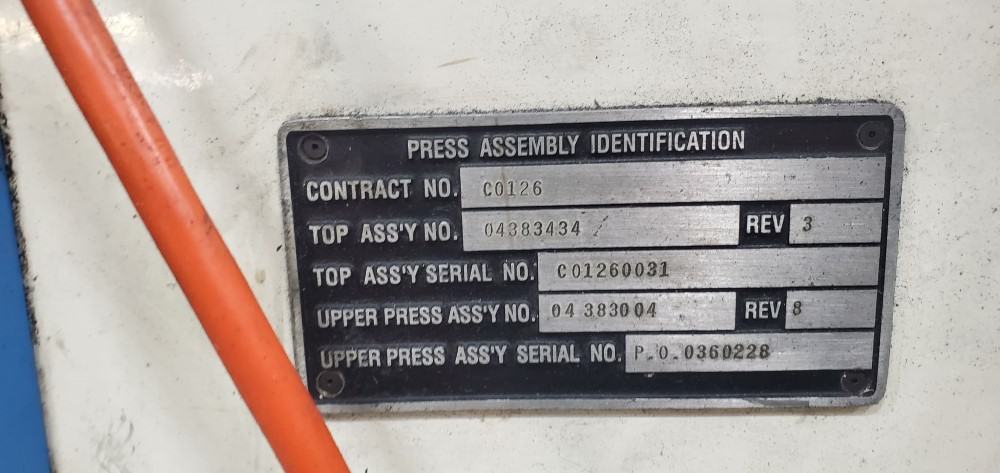 PRESS ASSEMBLY IDENTIFICATION
CONTRACT NO. C0126
TOP ASS'Y NO. 04383434 REV 3
TOP ASS'Y SERIAL NO. C01260031
UPPER PRESS ASS'Y NO. 04 383004 REV 8
UPPER PRESS ASS'Y SERIAL NO. P.O.0360228